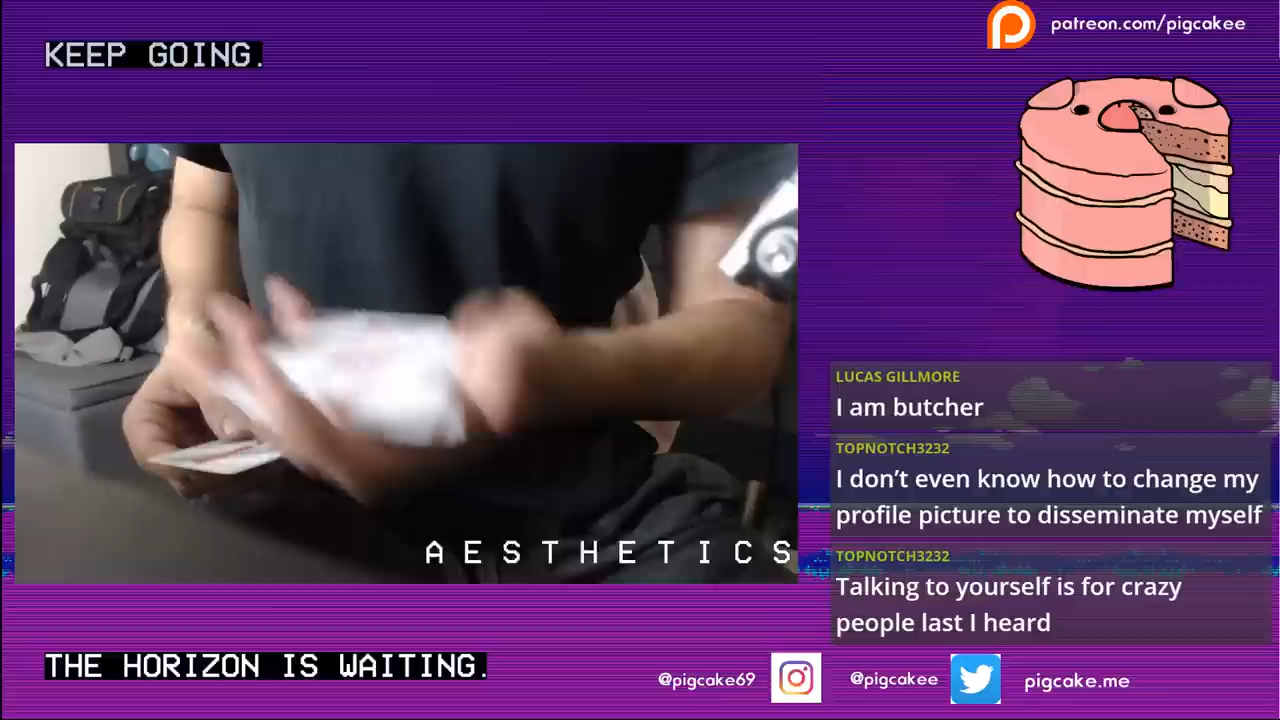 KEEP GOING.
patreon.com/pigcakee
LUCAS GILLMORE
I am butcher
TOPNOTCH3232
I don’t even know how to change my
profile picture to disseminate myself
TOPNOTCH3232
Talking to yourself is for crazy
people last I heard
AESTHETICS
THE HORIZON IS WAITING.
@pigcake69
@pigcakee
pigcake.me